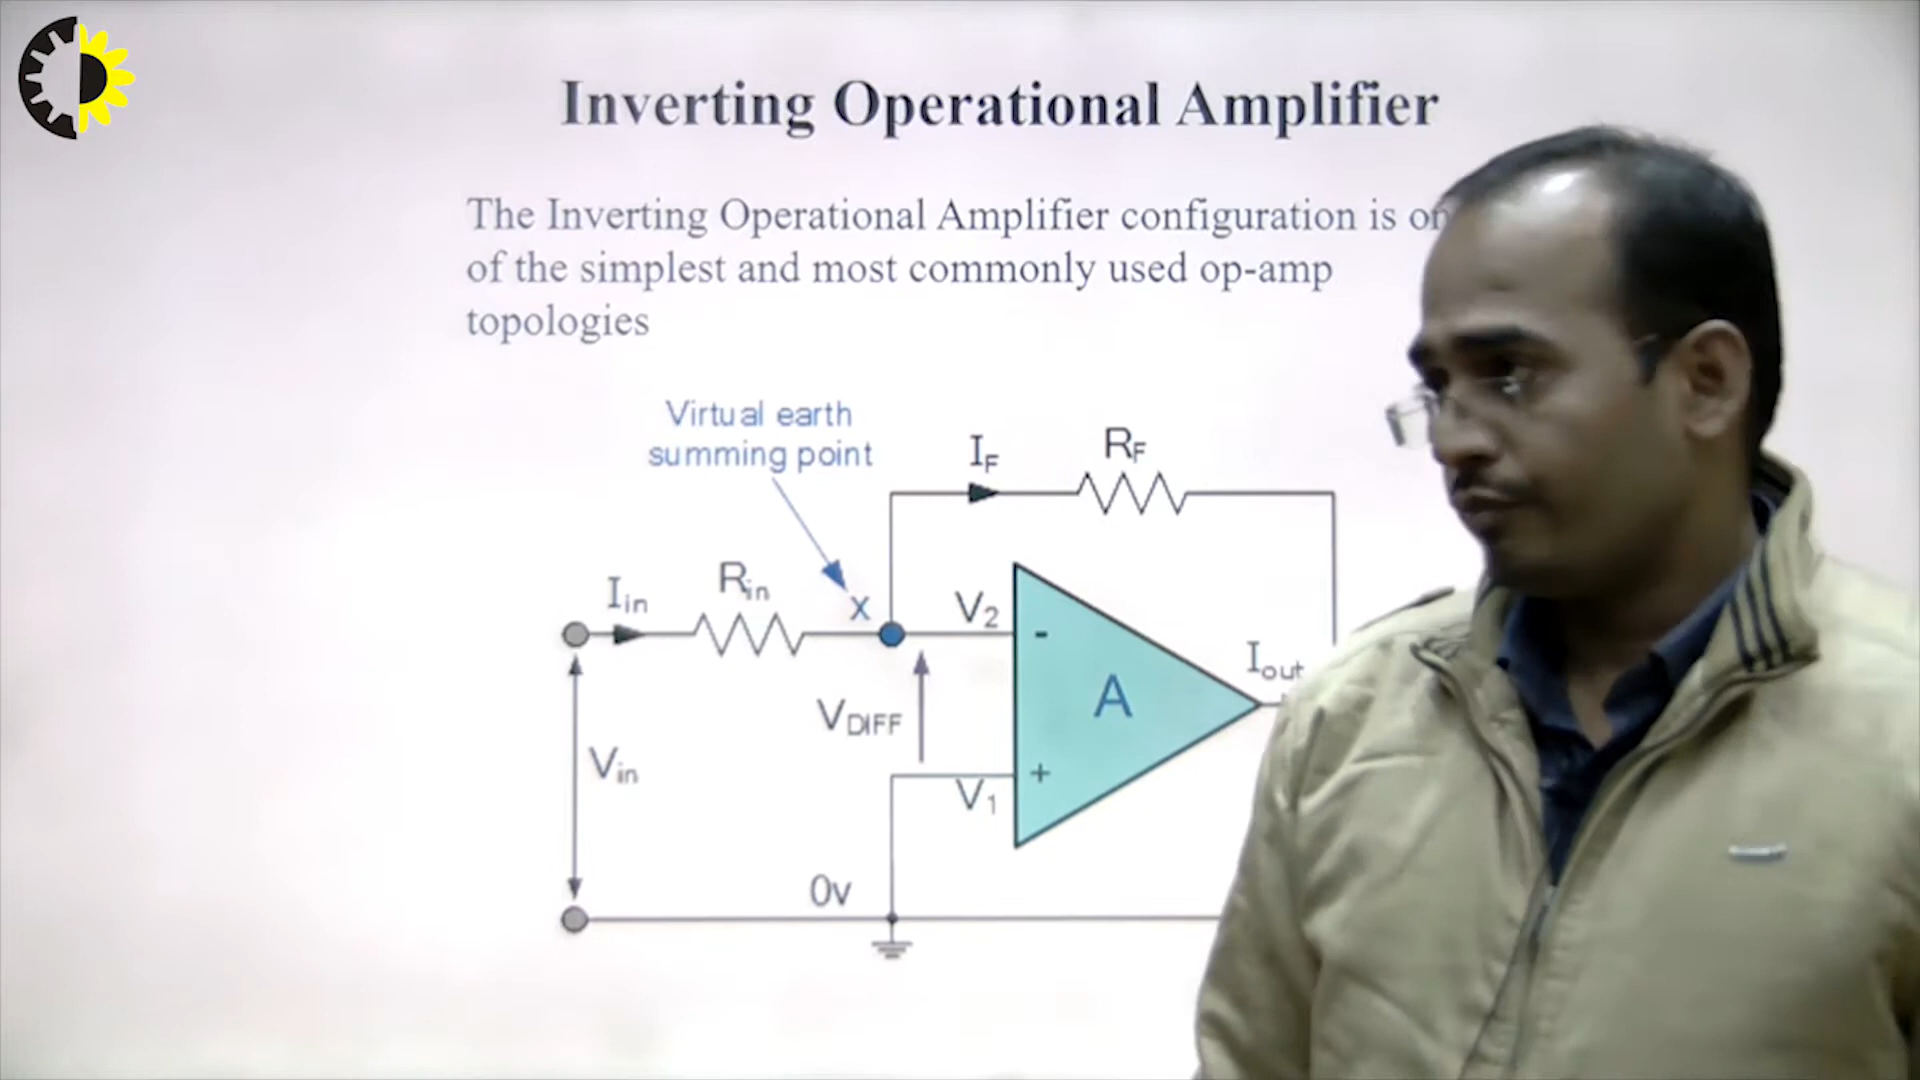 Inverting Operational Amplifier
The Inverting Operational Amplifier configuration is
of the simplest and most commonly used op-amp
topologies
Virtual earth
summing point
IF
RF
Iin
Rin
X
V2
-
Iout
A
VDIFF
Vin
V1
+
0v